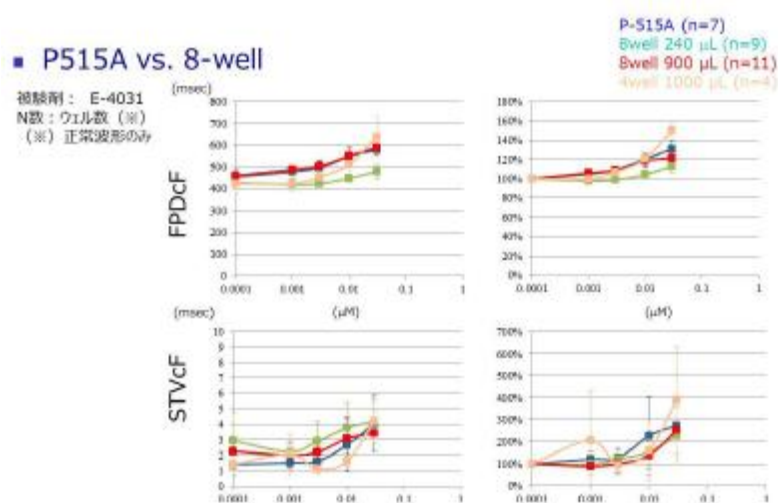 P-515A (n=7)
8well 240 μL (n=9)
8well 900 μL (n=11)
4well 1000 μL (n=4)
▪ P515A vs. 8-well
被験剤： E-4031
N数：ウェル数（※）
（※）正常波形のみ
(msec)
800
700
600
500
400
300
200
100
0
0.0001 0.001 0.01 0.1 1
FPDcF
180%
160%
140%
120%
100%
80%
60%
40%
20%
0%
0.0001 0.001 0.01 0.1 1
(msec) (μM) (μM)
10
9
8
7
6
5
4
3
2
1
0
0.0001 0.001 0.01 0.1 1
STVcF
700%
600%
500%
400%
300%
200%
100%
0%
0.0001 0.001 0.01 0.1 1